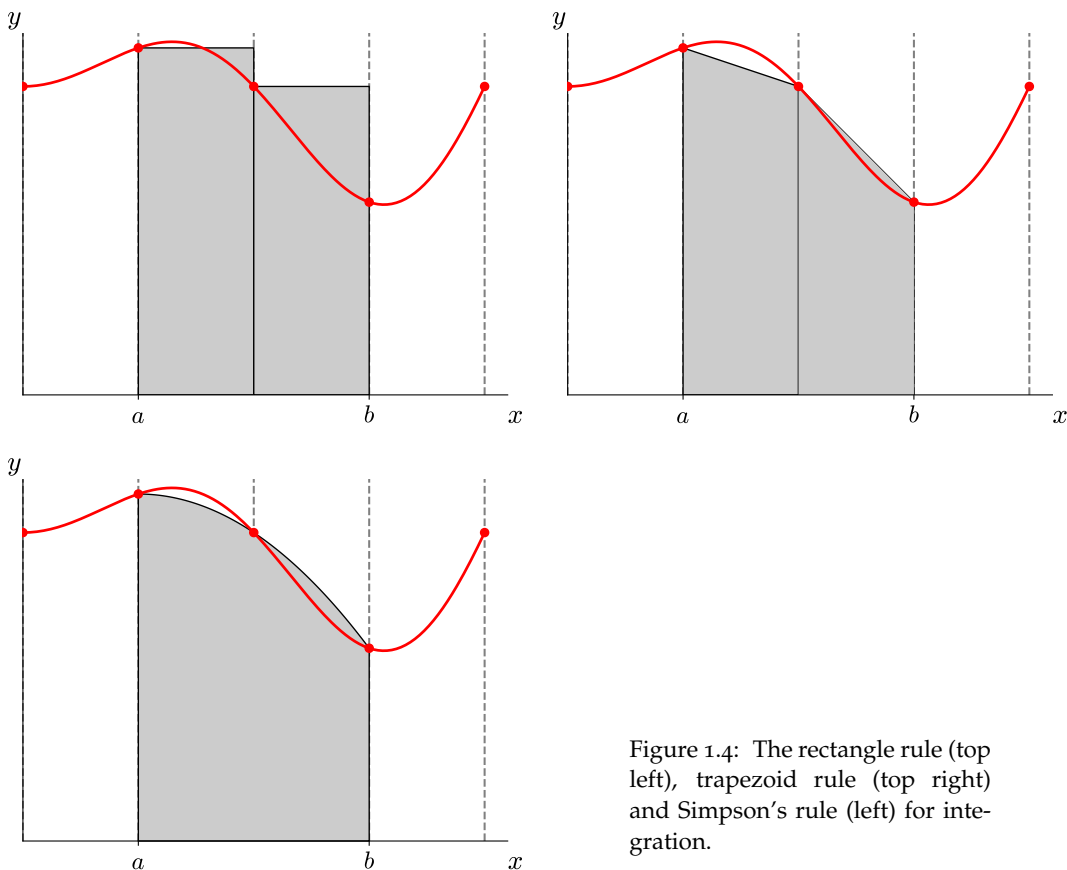 y
y
a
b
x
a
b
x
y
a
b
x
Figure 1.4: The rectangle rule (top
left), trapezoid rule (top right)
and Simpson's rule (left) for inte-
gration.